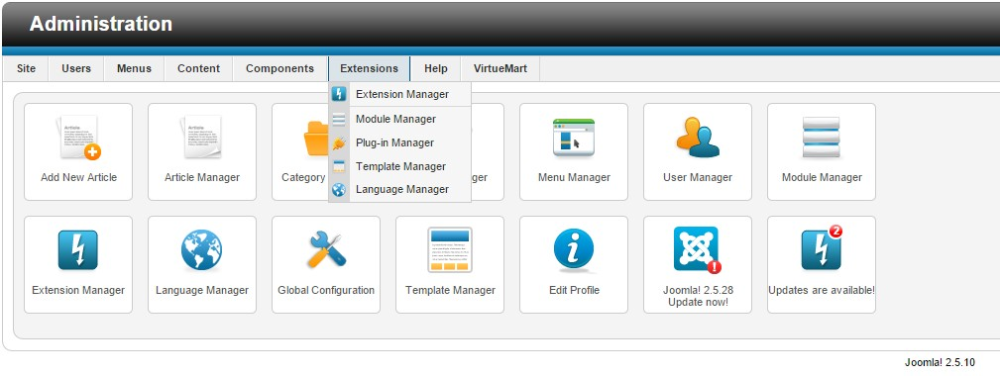 Administration
Site Users Menus Content Components Extensions Help VirtueMart
Extension Manager
Module Manager
Plug-in Manager
Template Manager
Language Manager
Article
Article
Add New Article
Article Manager
Category
ger
Menu Manager
User Manager
Module Manager
Extension Manager
Language Manager
Global Configuration
Template Manager
Edit Profile
Joomla! 2.5.28
Update now!
2
Updates are available!
Joomla! 2.5.10